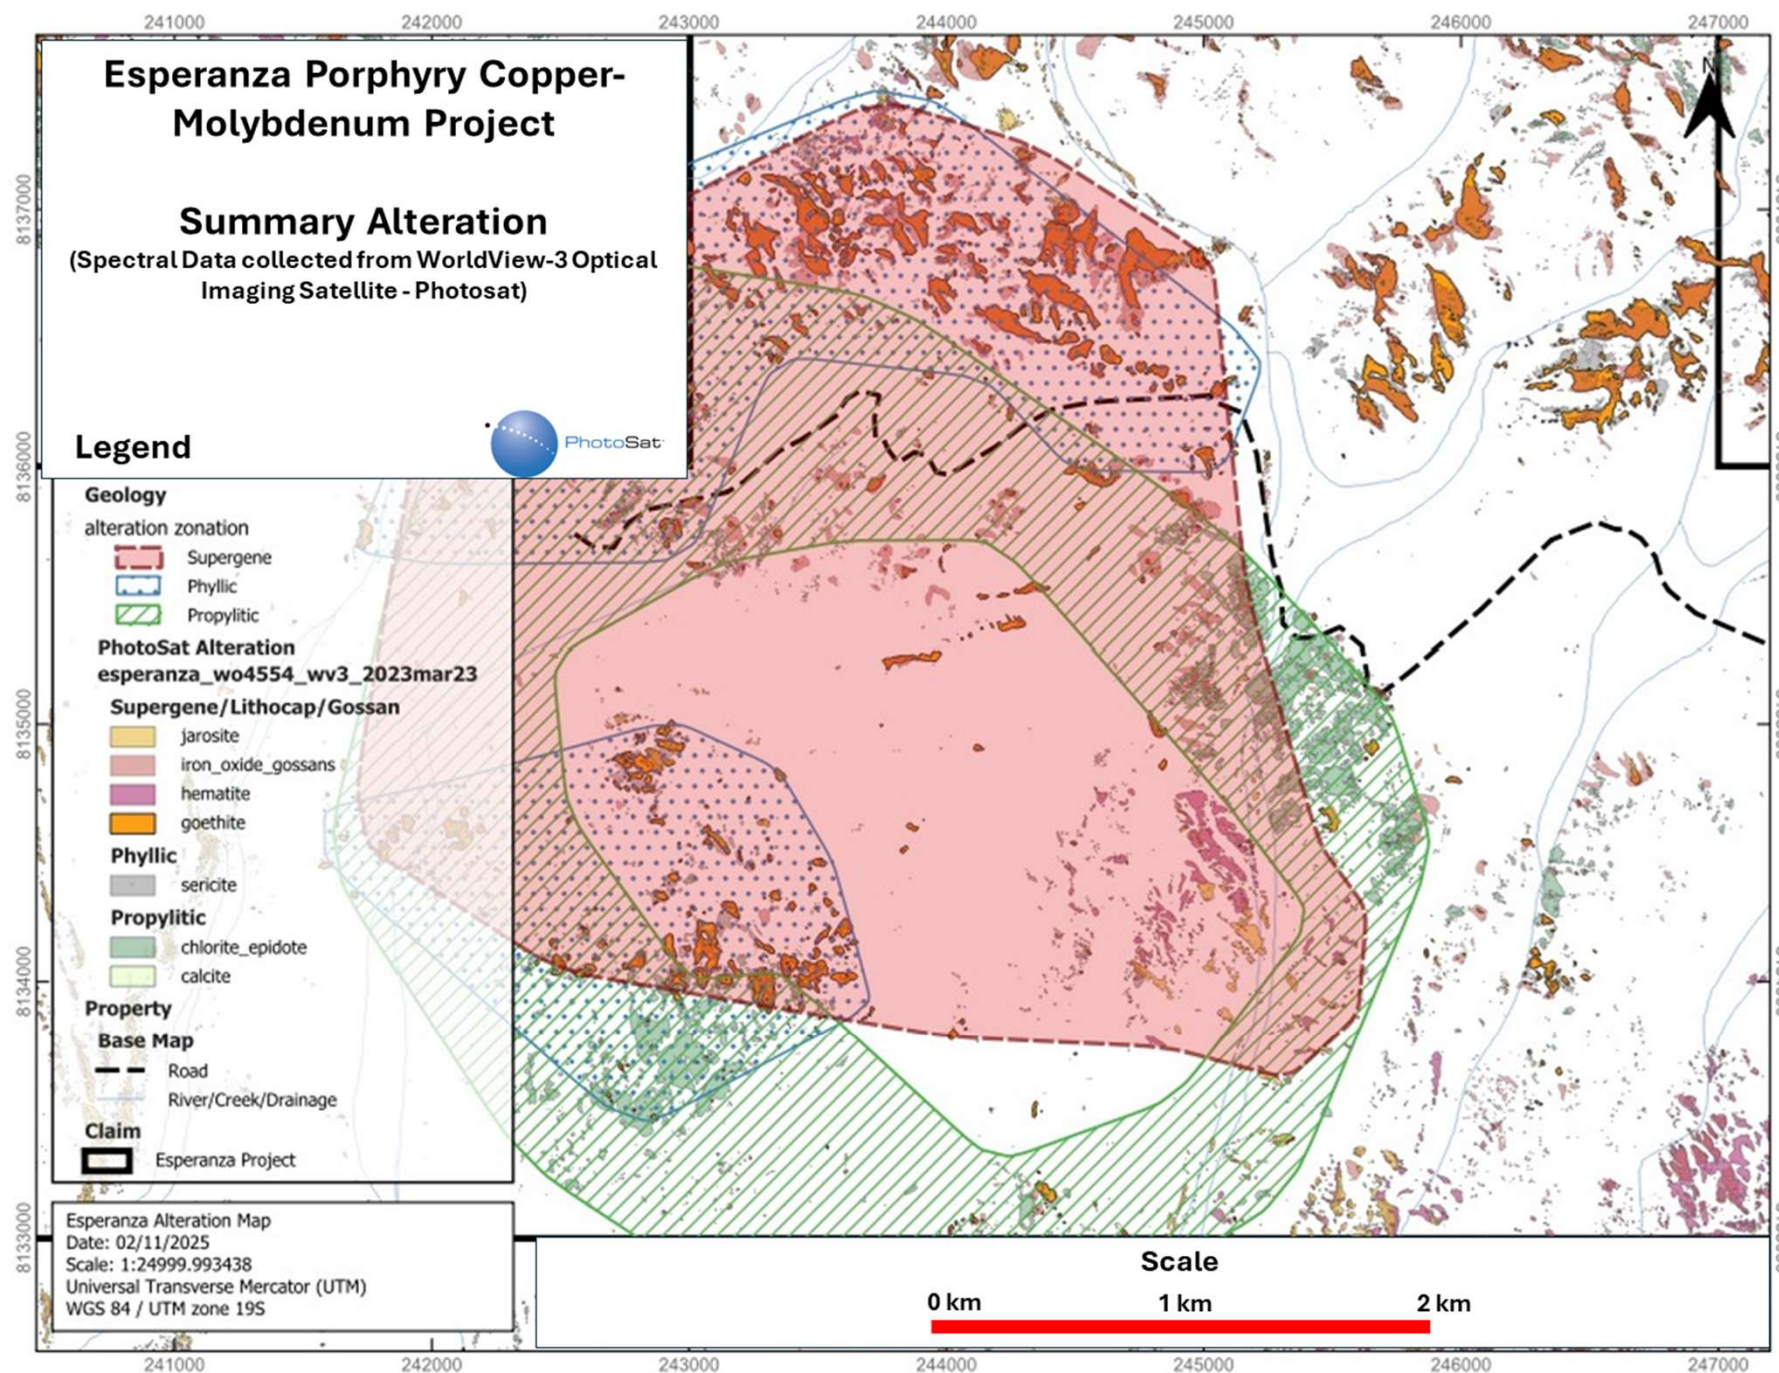 241000 242000 243000 244000 245000 246000 247000
Esperanza Porphyry Copper-
Molybdenum Project
Summary Alteration
(Spectral Data collected from WorldView-3 Optical
Imaging Satellite - Photosat)
Legend
PhotoSat
N
8137000
8136000
8135000
8134000
8133000
Geology
alteration zonation
Supergene
Phyllic
Propylitic
PhotoSat Alteration
esperanza_wo4554_wv3_2023mar23
Supergene/Lithocap/Gossan
jarosite
iron_oxide_gossans
hematite
goethite
Phyllic
sericite
Propylitic
chlorite_epidote
calcite
Property
Base Map
Road
River/Creek/Drainage
Claim
Esperanza Project
Esperanza Alteration Map
Date: 02/11/2025
Scale: 1:24999.993438
Universal Transverse Mercator (UTM)
WGS 84 / UTM zone 19S
Scale
0 km 1 km 2 km
241000 242000 243000 244000 245000 246000 247000